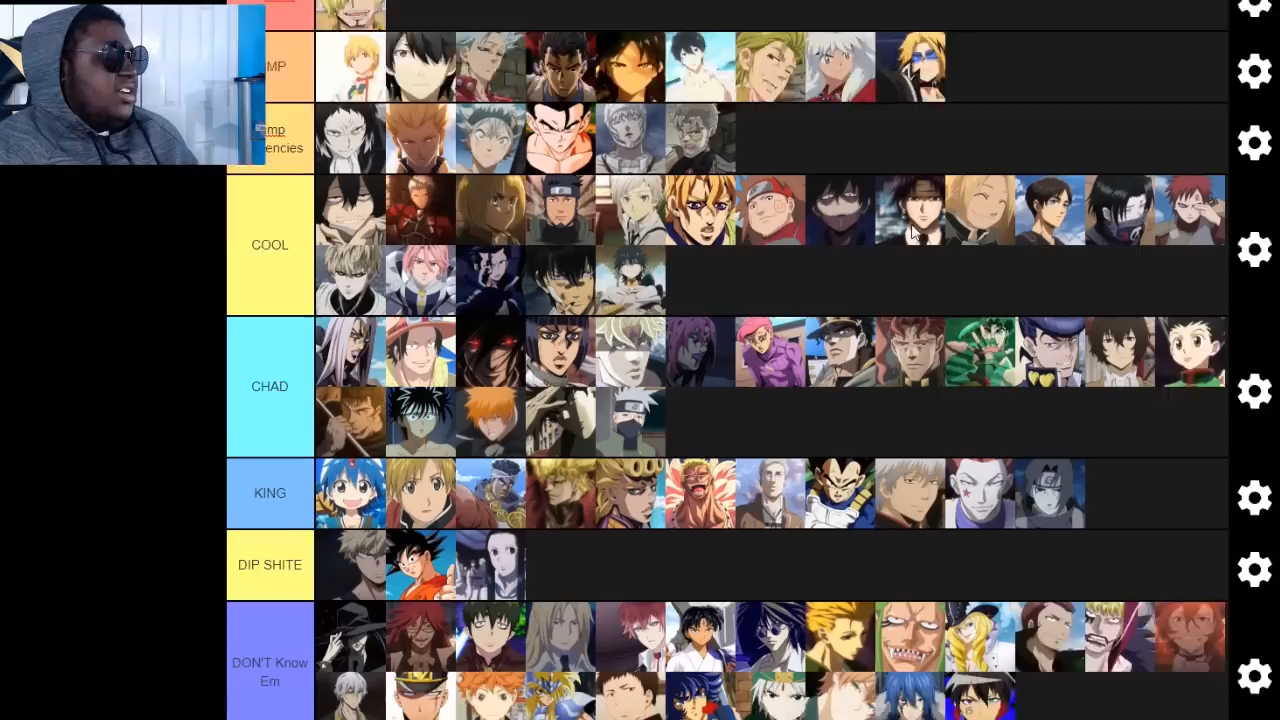 MP
mp
encies
COOL
CHAD
KING
DIP SHITE
DON'T Know
Em